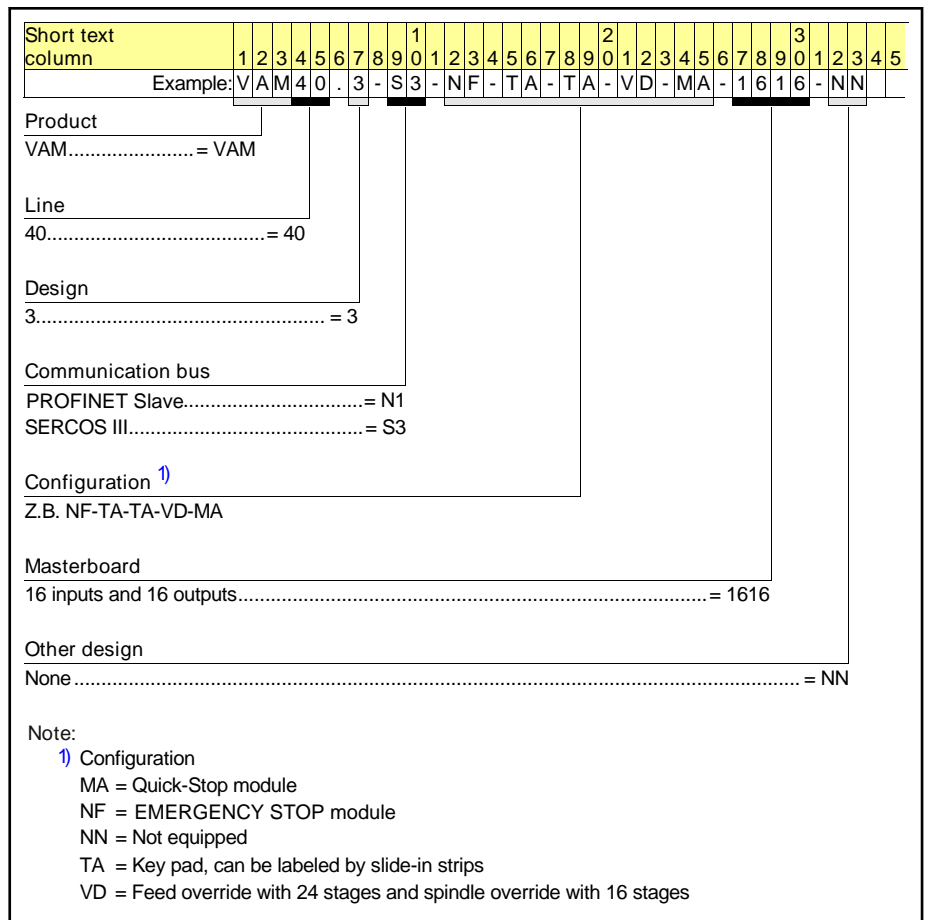 Short text 1 2 3
column 1 2 3 4 5 6 7 8 9 0 1 2 3 4 5 6 7 8 9 0 1 2 3 4 5 6 7 8 9 0 1 2 3 4 5
Example: V A M 4 0 . 3 - S 3 - N F - T A - T A - V D - M A - 1 6 1 6 - N N
Product
VAM.......................= VAM
Line
40........................................= 40
Design
3..................................................... = 3
Communication bus
PROFINET Slave.................................= N1
SERCOS III...........................................= S3
Configuration 1)
Z.B. NF-TA-TA-VD-MA
Masterboard
16 inputs and 16 outputs......................................................................................= 1616
Other design
None..................................................................................................................... = NN
Note:
1) Configuration
MA = Quick-Stop module
NF = EMERGENCY STOP module
NN = Not equipped
TA = Key pad, can be labeled by slide-in strips
VD = Feed override with 24 stages and spindle override with 16 stages